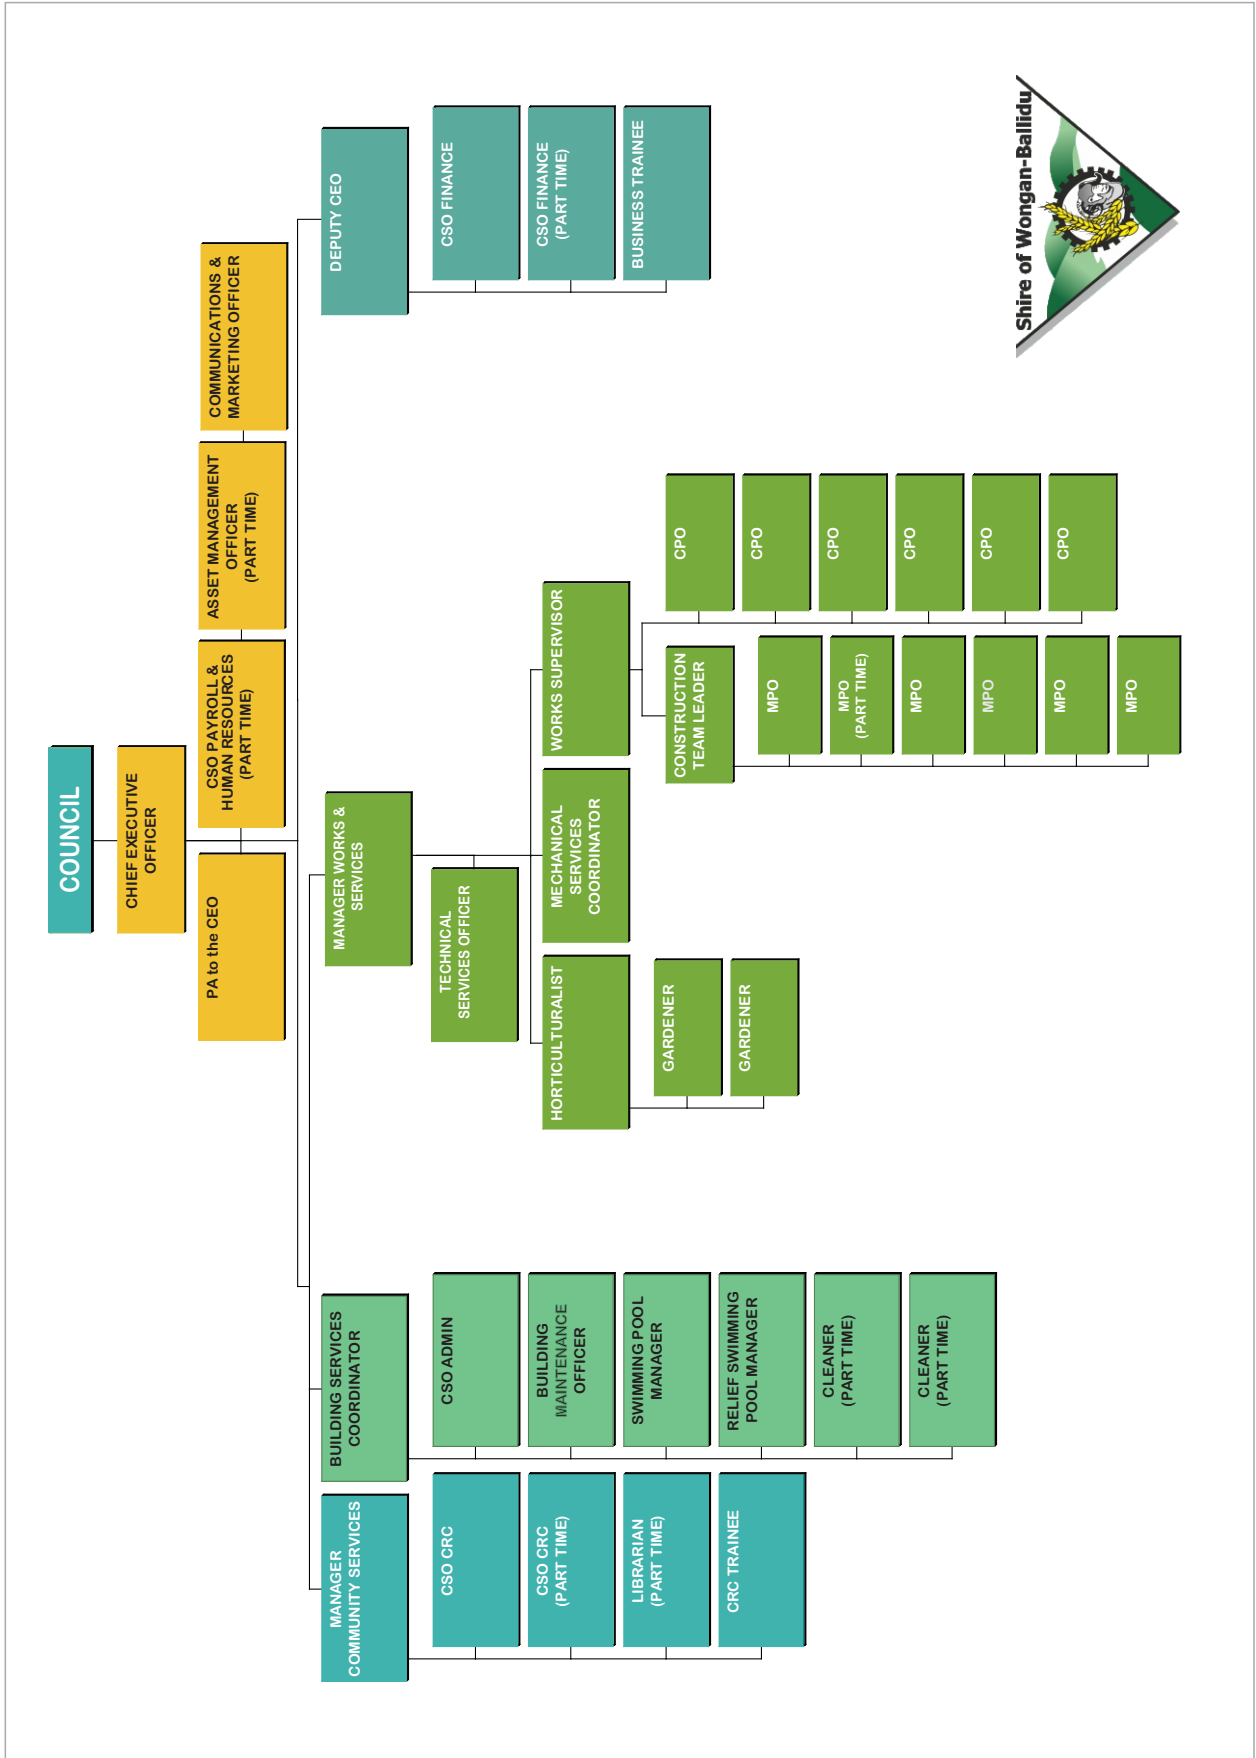 COUNCIL
CHIEF EXECUTIVE
OFFICER
PA to the CEO
CSO PAYROLL &
HUMAN RESOURCES
(PART TIME)
ASSET MANAGEMENT
OFFICER
(PART TIME)
COMMUNICATIONS &
MARKETING OFFICER
MANAGER
COMMUNITY SERVICES
CSO CRC
CSO CRC
(PART TIME)
LIBRARIAN
(PART TIME)
CRC TRAINEE
BUILDING SERVICES
COORDINATOR
CSO ADMIN
BUILDING
MAINTENANCE
OFFICER
SWIMMING POOL
MANAGER
RELIEF SWIMMING
POOL MANAGER
CLEANER
(PART TIME)
CLEANER
(PART TIME)
MANAGER WORKS &
SERVICES
TECHNICAL
SERVICES OFFICER
HORTICULTURALIST
GARDENER
GARDENER
MECHANICAL
SERVICES
COORDINATOR
WORKS SUPERVISOR
CONSTRUCTION
TEAM LEADER
MPO
MPO
(PART TIME)
MPO
MPO
MPO
MPO
CPO
CPO
CPO
CPO
CPO
CPO
DEPUTY CEO
CSO FINANCE
CSO FINANCE
(PART TIME)
BUSINESS TRAINEE
Shire of Wongan-Ballidu